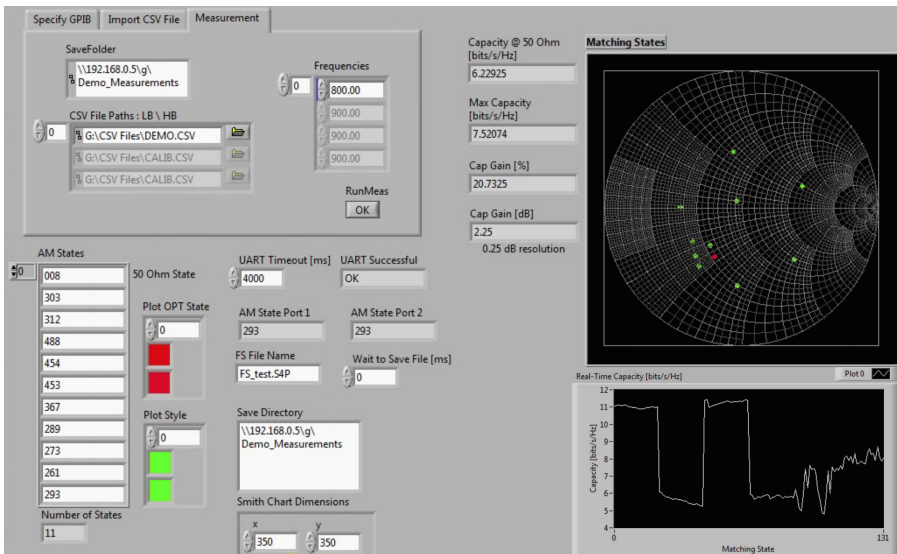 Specify GPIB
Import CSV File
Measurement
SaveFolder
\\192.168.0.5\g\
Demo_Measurements
CSV File Paths : LB \ HB
0
G:\CSV Files\DEMO.CSV
G:\CSV Files\CALIB.CSV
G:\CSV Files\CALIB.CSV
Frequencies
0
800.00
900.00
900.00
900.00
RunMeas
OK
Capacity @ 50 Ohm
[bits/s/Hz]
6.22925
Max Capacity
[bits/s/Hz]
7.52074
Cap Gain [%]
20.7325
Cap Gain [dB]
2.25
0.25 dB resolution
Matching States
AM States
0
008
303
312
488
454
453
367
289
273
261
293
Number of States
11
50 Ohm State
Plot OPT State
0
Plot Style
0
UART Timeout [ms]
4000
UART Successful
OK
AM State Port 1
293
AM State Port 2
293
FS File Name
FS_test.S4P
Wait to Save File [ms]
0
Save Directory
\\192.168.0.5\g\
Demo_Measurements
Smith Chart Dimensions
x
350
y
350
Real-Time Capacity [bits/s/Hz]
Plot 0
Capacity [bits/s/Hz]
12
11
10
9
8
7
6
5
4
0
131
Matching State